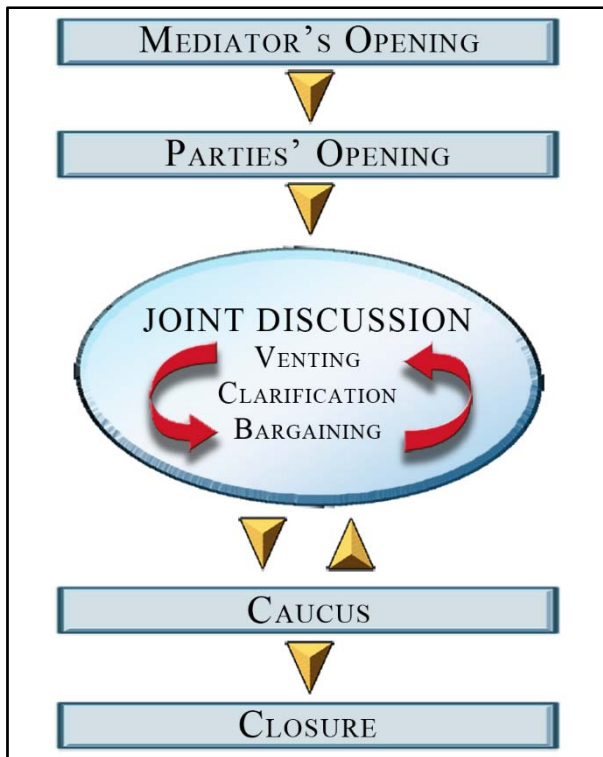 MEDIATOR'S OPENING
PARTIES' OPENING
JOINT DISCUSSION
VENTING
CLARIFICATION
BARGAINING
CAUCUS
CLOSURE